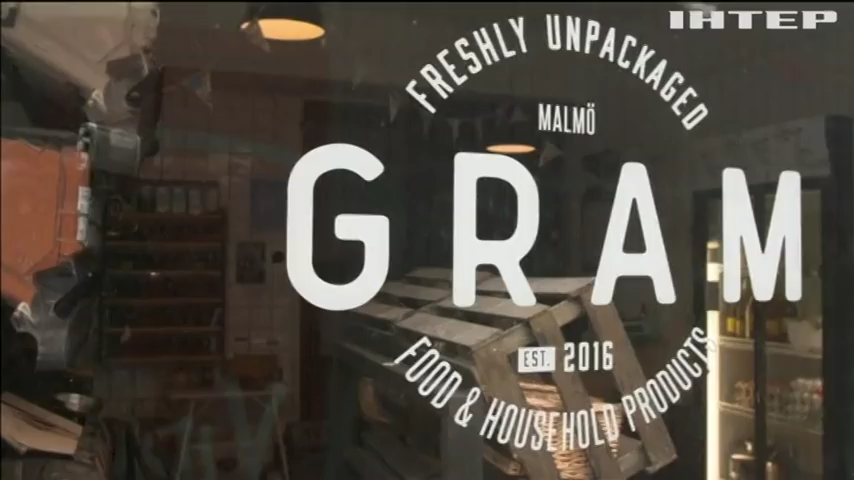 ІНТЕР
FRESHLY UNPACKAGED
MALMÖ
GRAM
EST. 2016
FOOD & HOUSEHOLD PRODUCTS